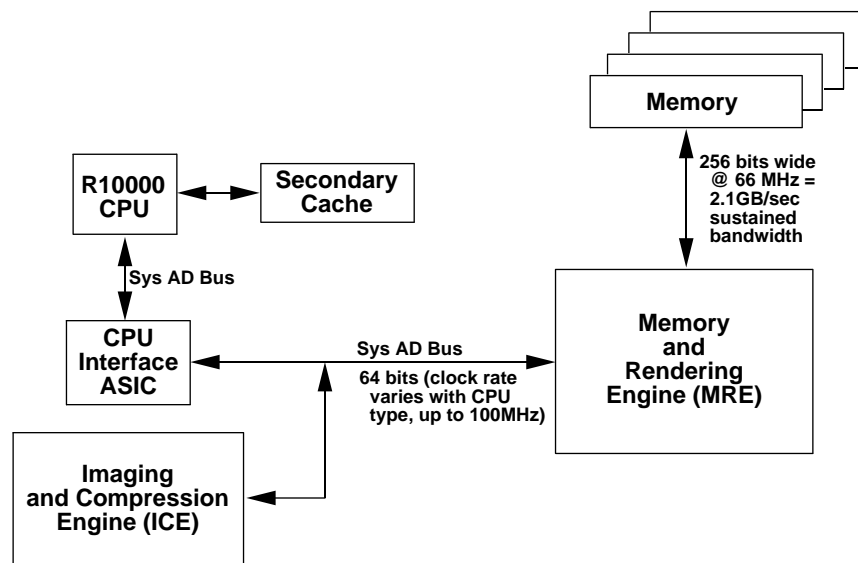 Memory
256 bits wide
@ 66 MHz =
2.1GB/sec
sustained
bandwidth
R10000
CPU
Secondary
Cache
Sys AD Bus
CPU
Interface
ASIC
Sys AD Bus
64 bits (clock rate
varies with CPU
type, up to 100MHz)
Memory
and
Rendering
Engine (MRE)
Imaging
and Compression
Engine (ICE)